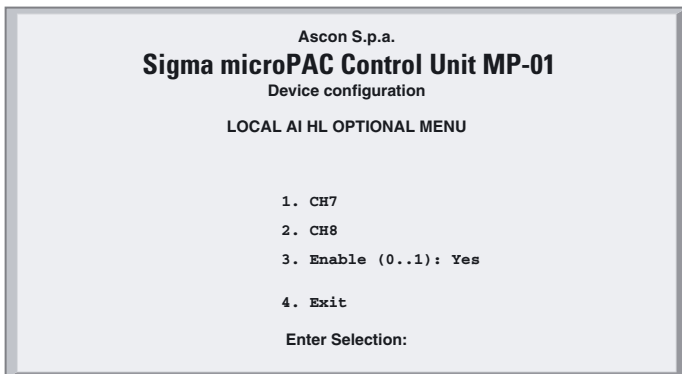 Ascon S.p.a.
Sigma microPAC Control Unit MP-01
Device configuration
LOCAL AI HL OPTIONAL MENU
1. CH7
2. CH8
3. Enable (0..1): Yes
4. Exit
Enter Selection: